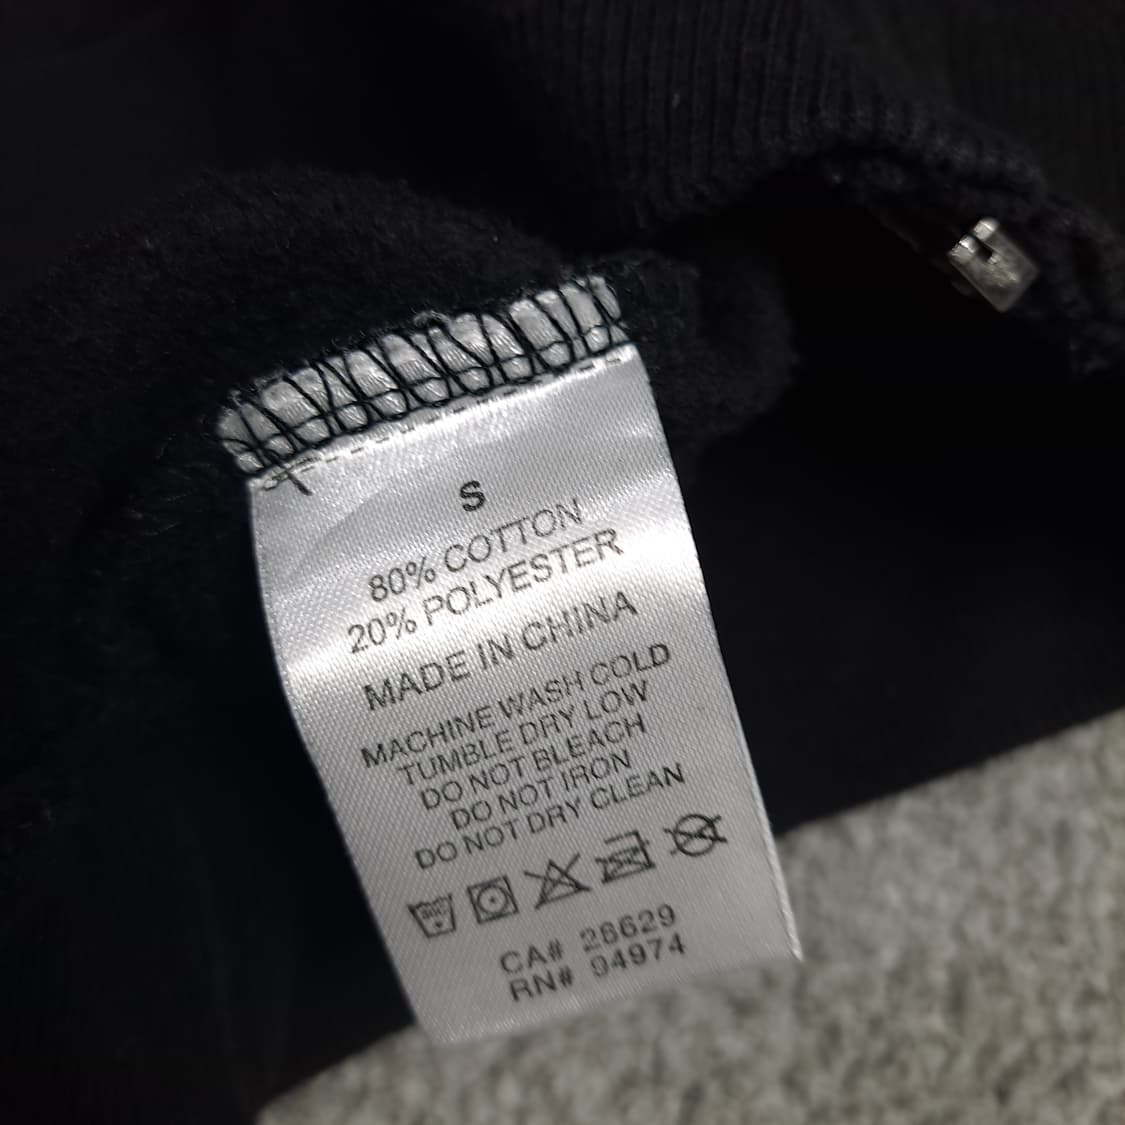 S
80% COTTON
20% POLYESTER
MADE IN CHINA
MACHINE WASH COLD
TUMBLE DRY LOW
DO NOT BLEACH
DO NOT IRON
DO NOT DRY CLEAN
CA# 28629
RN# 94974